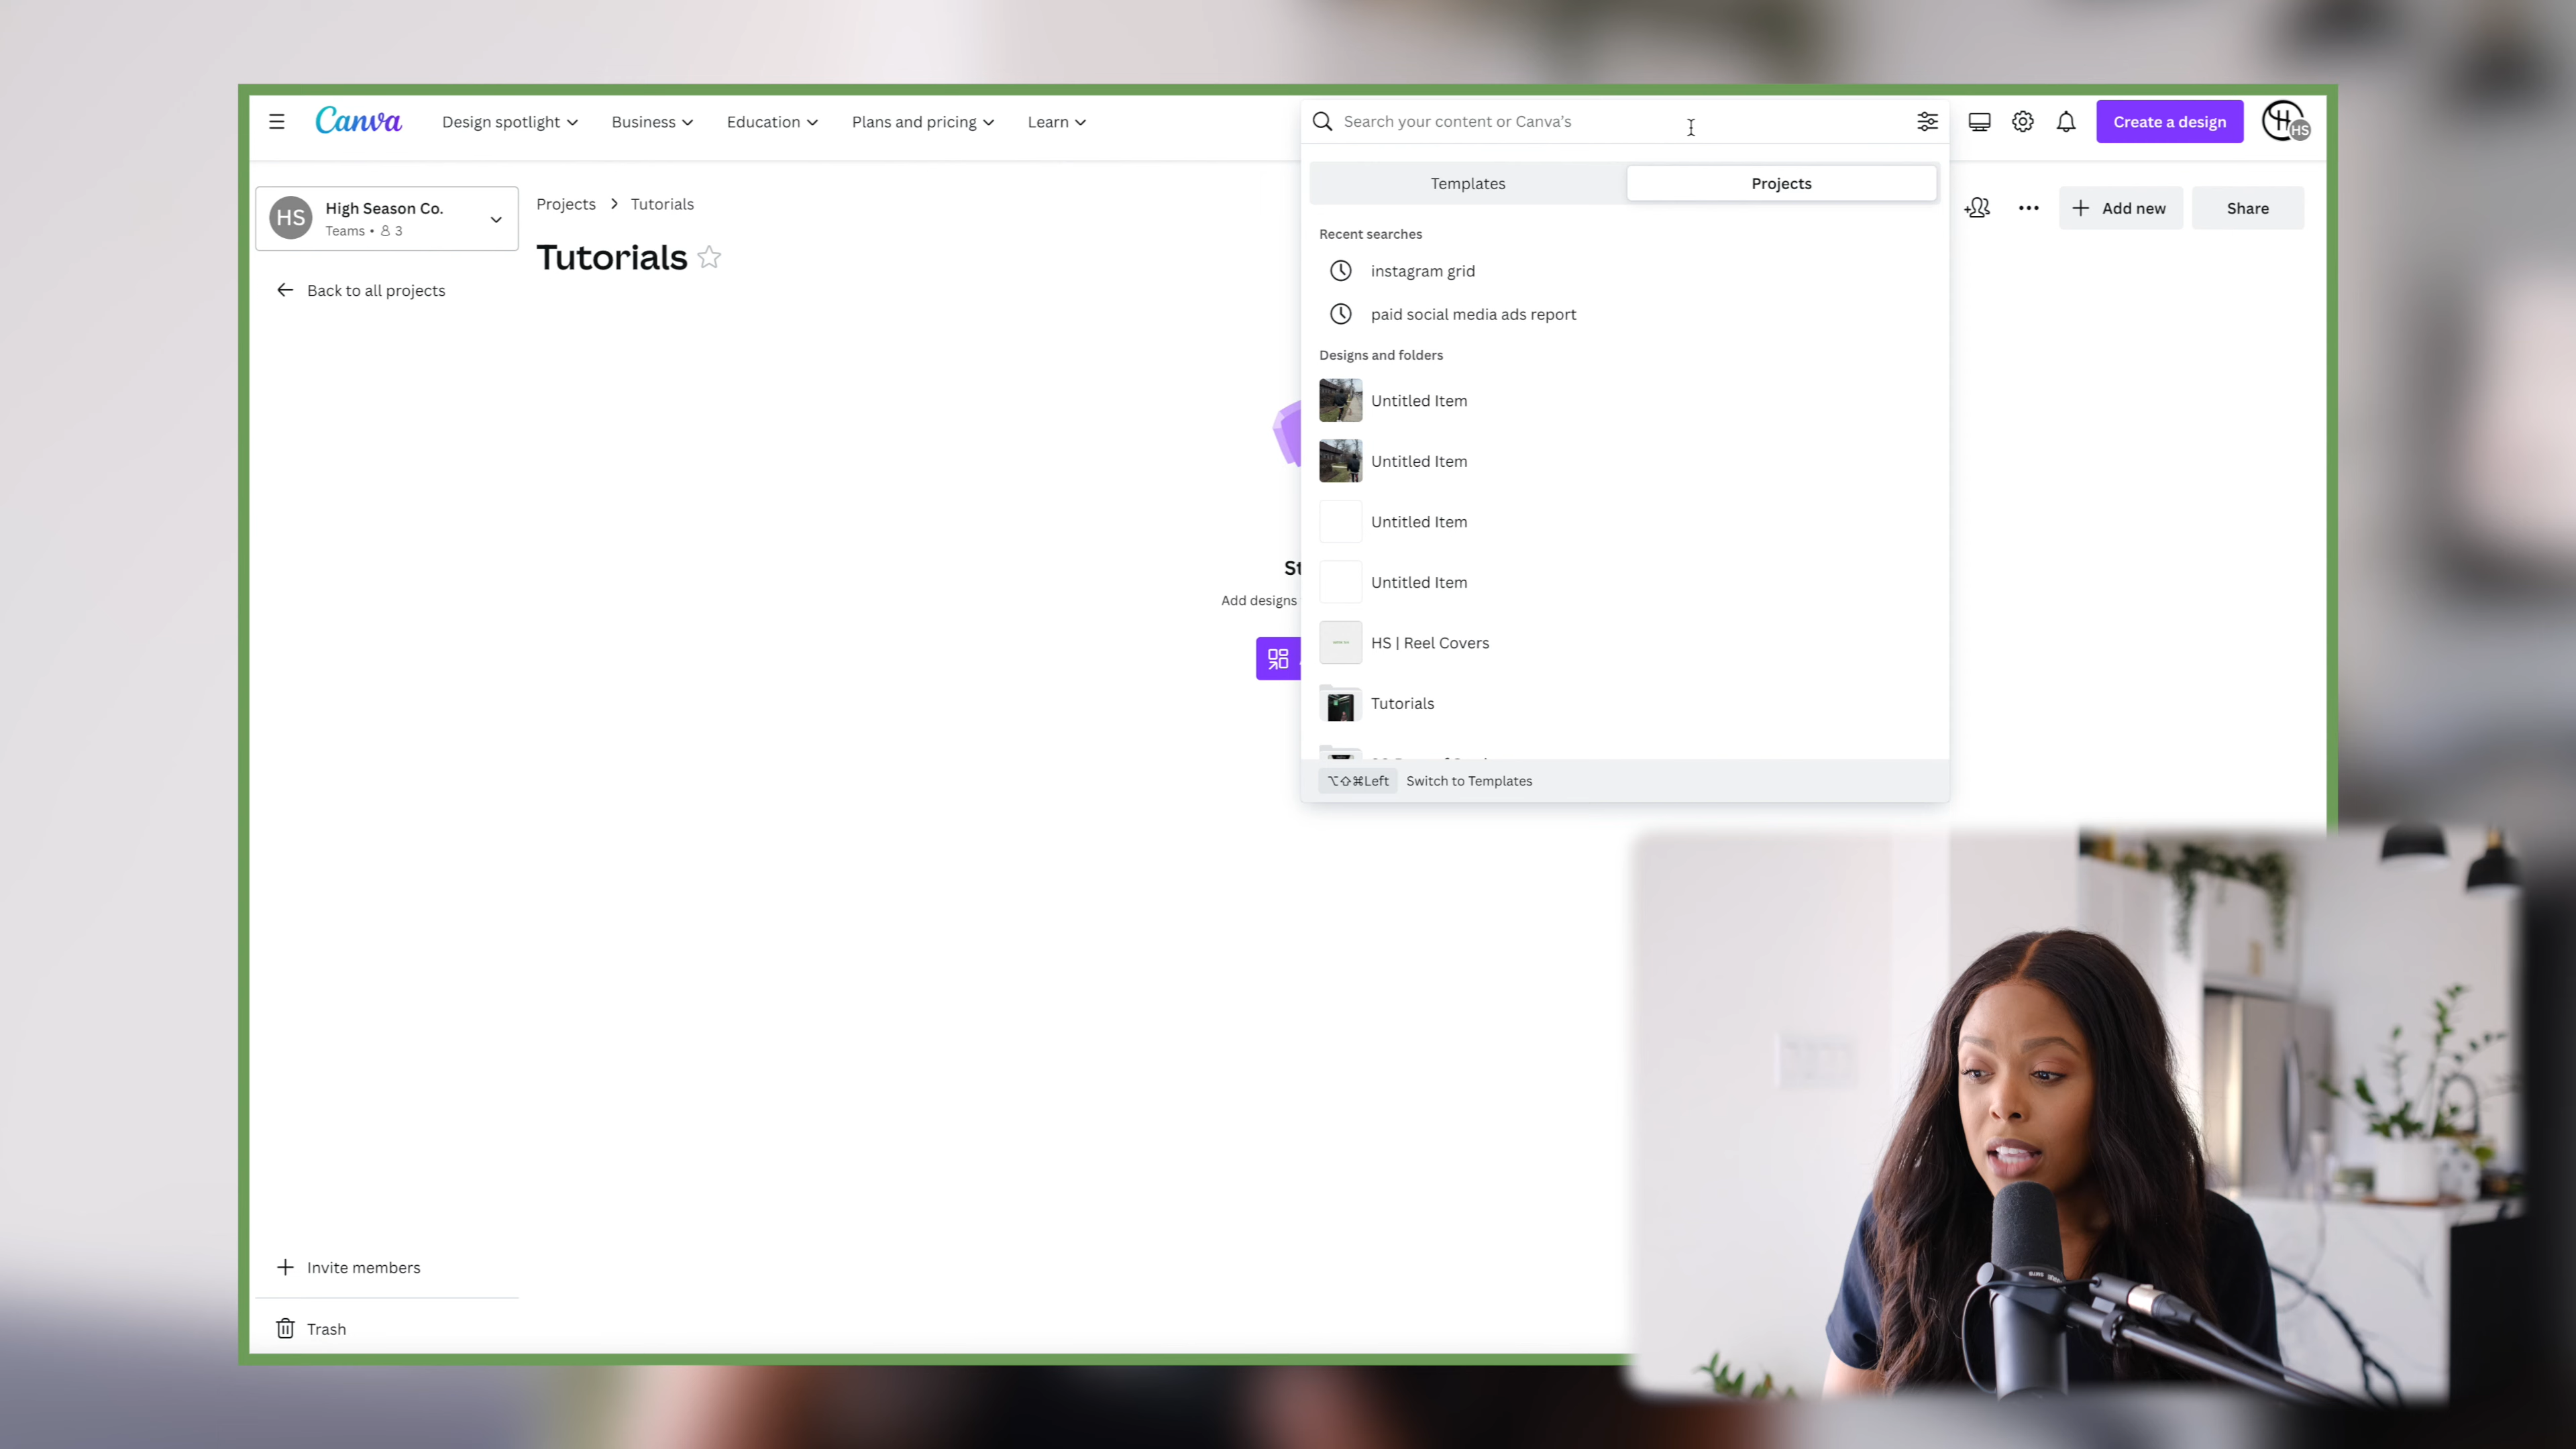 Canva
Design spotlight
Business
Education
Plans and pricing
Learn
Search your content or Canva's
Create a design
HS
HS
High Season Co.
Teams • 3
Back to all projects
Projects > Tutorials
Tutorials
Add new
Share
Templates
Projects
Recent searches
instagram grid
paid social media ads report
Designs and folders
Untitled Item
Untitled Item
Untitled Item
Untitled Item
HS | Reel Covers
Tutorials
St
Add designs
⌥⇧⌘Left Switch to Templates
Invite members
Trash